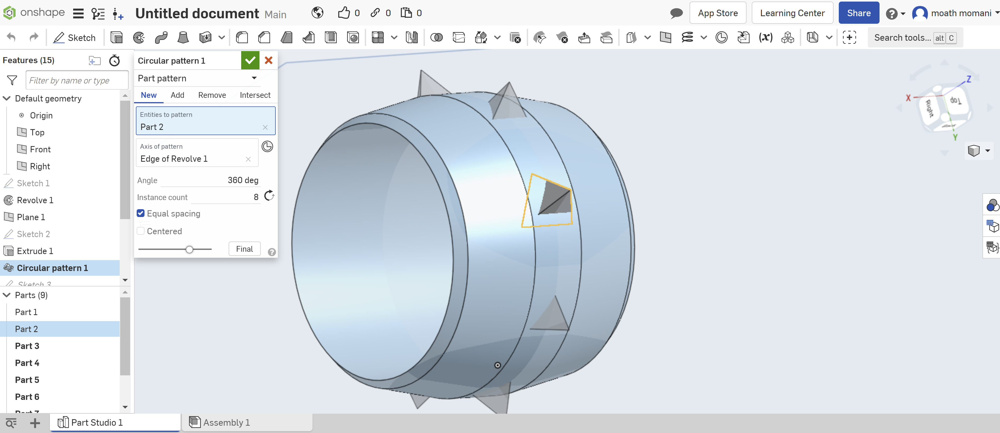 onshape
Untitled document Main
0
0
0
App Store
Learning Center
Share
moath momani
Sketch
(x)
Search tools... alt C
Features (15)
Filter by name or type
Default geometry
Origin
Top
Front
Right
Sketch 1
Revolve 1
Plane 1
Sketch 2
Extrude 1
Circular pattern 1
Sketch 3
Parts (9)
Part 1
Part 2
Part 3
Part 4
Part 5
Part 6
Part 7
Circular pattern 1
Part pattern
New Add Remove Intersect
Entities to pattern
Part 2
Axis of pattern
Edge of Revolve 1
Angle 360 deg
Instance count 8
Equal spacing
Centered
Final
Z
X
Top
Right
Back
Y
Part Studio 1
Assembly 1